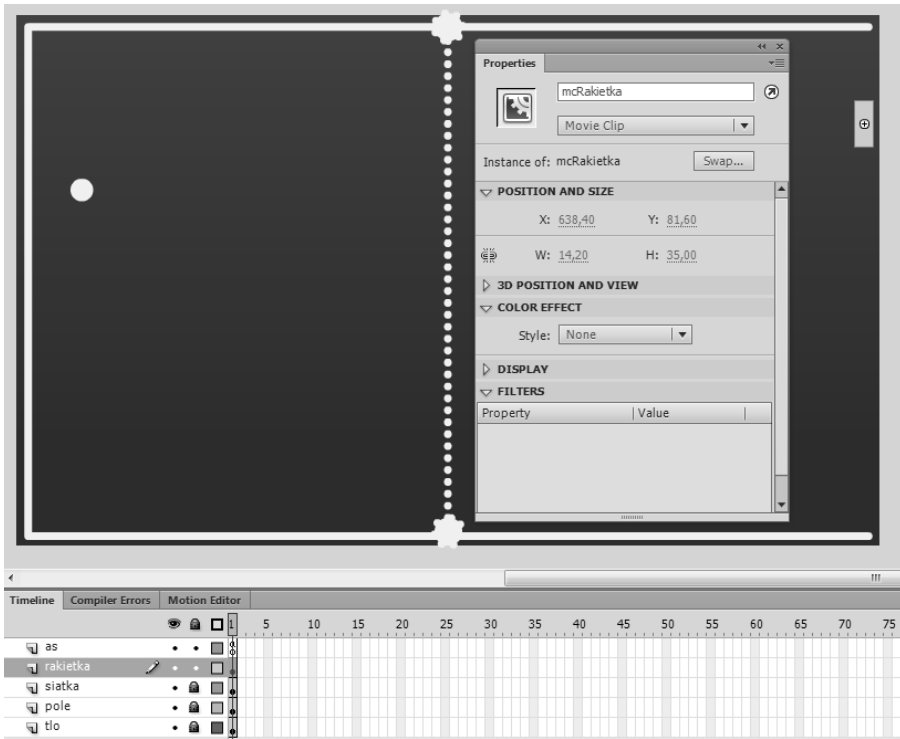 Properties
mcRakietka
Movie Clip
Instance of: mcRakietka Swap...
POSITION AND SIZE
X: 638,40 Y: 81,60
W: 14,20 H: 35,00
3D POSITION AND VIEW
COLOR EFFECT
Style: None
DISPLAY
FILTERS
Property Value
Timeline Compiler Errors Motion Editor
1 5 10 15 20 25 30 35 40 45 50 55 60 65 70 75
as
rakietka
siatka
pole
tlo